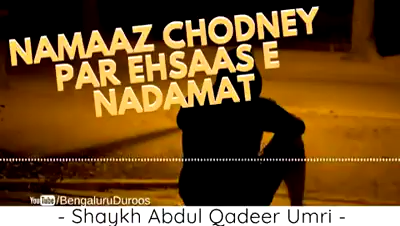 NAMAAZ CHODNEY
PAR EHSAAS E
NADAMAT
YouTube/BengaluruDuroos
- Shaykh Abdul Qadeer Umri -